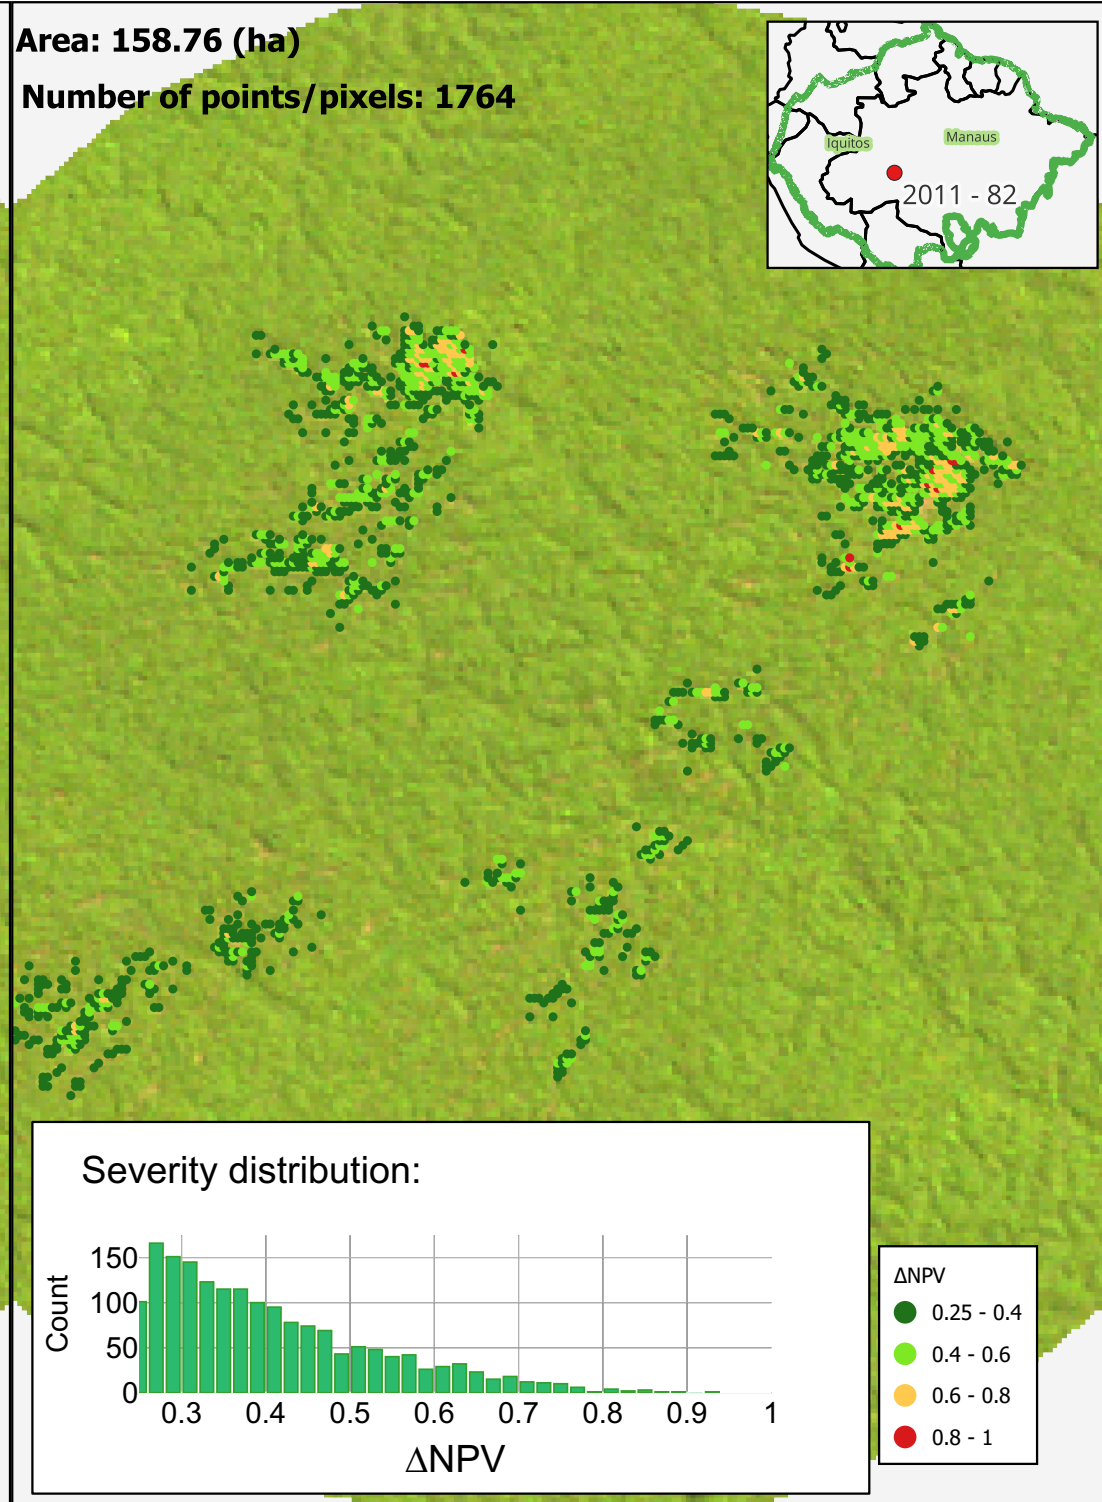 Area: 158.76 (ha)
Number of points/pixels: 1764
Iquitos
Manaus
2011 - 82
Severity distribution:
Count
150
100
50
0
0.3 0.4 0.5 0.6 0.7 0.8 0.9 1
ΔNPV
ΔNPV
0.25 - 0.4
0.4 - 0.6
0.6 - 0.8
0.8 - 1